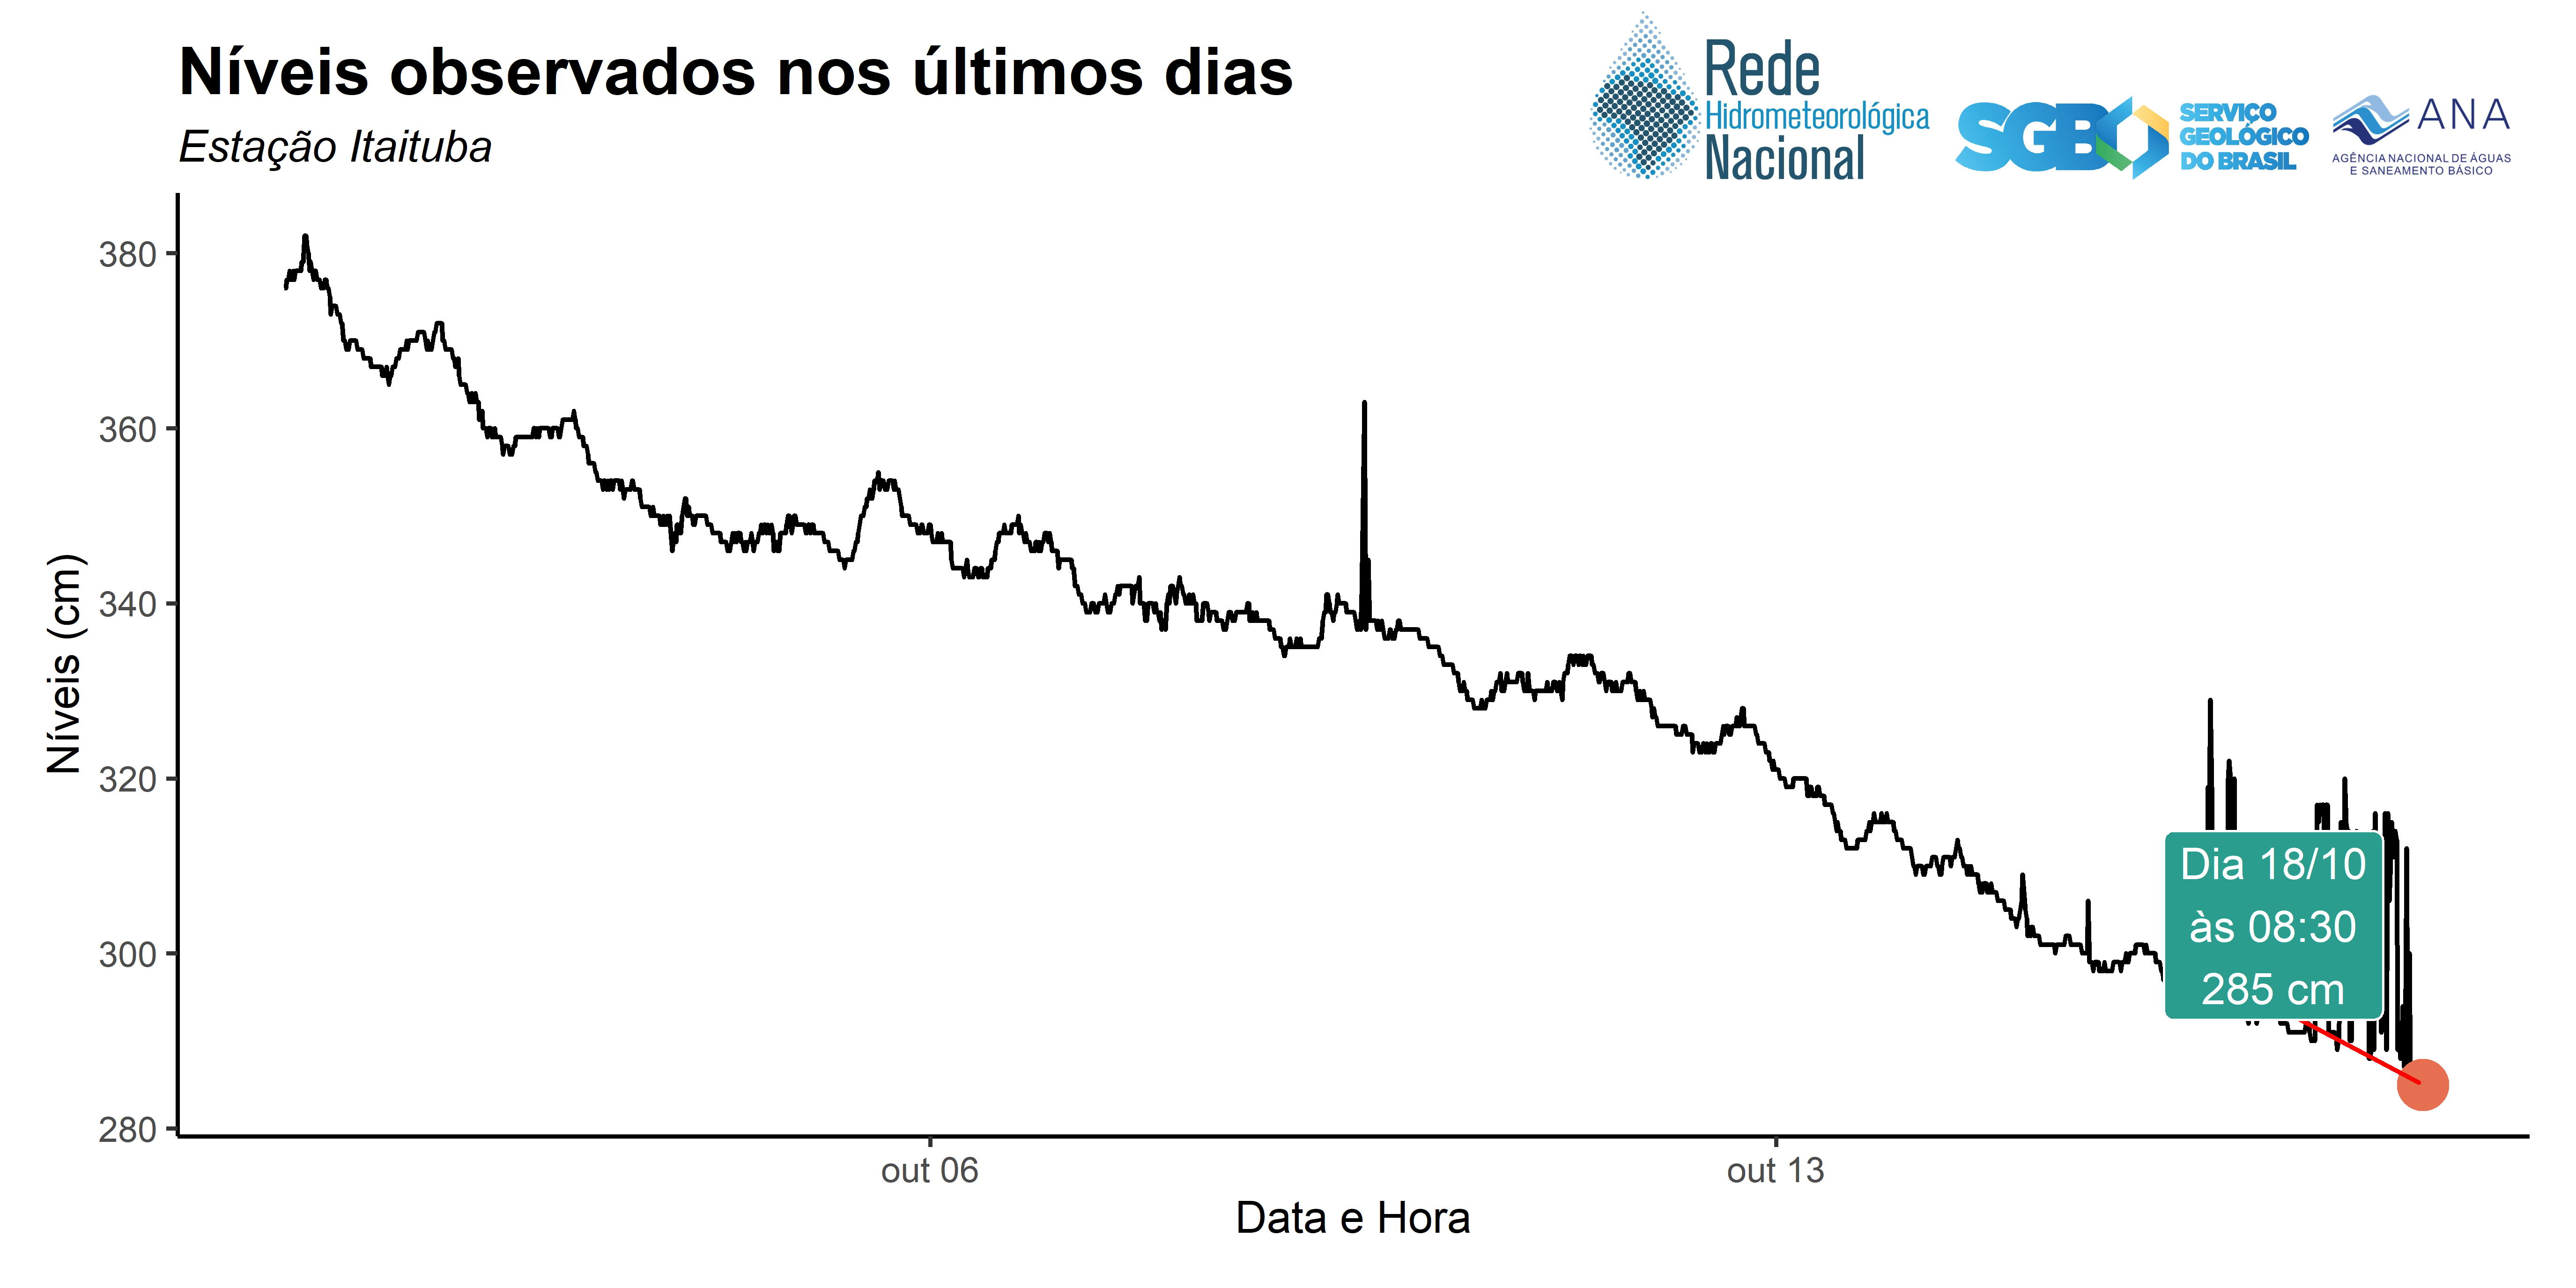 Níveis observados nos últimos dias
Estação Itaituba
Rede
Hidrometeorológica
Nacional
SGB
SERVIÇO
GEOLÓGICO
DO BRASIL
ANA
AGÊNCIA NACIONAL DE ÁGUAS
E SANEAMENTO BÁSICO
Níveis (cm)
380
360
340
320
300
280
Dia 18/10
às 08:30
285 cm
out 06
out 13
Data e Hora